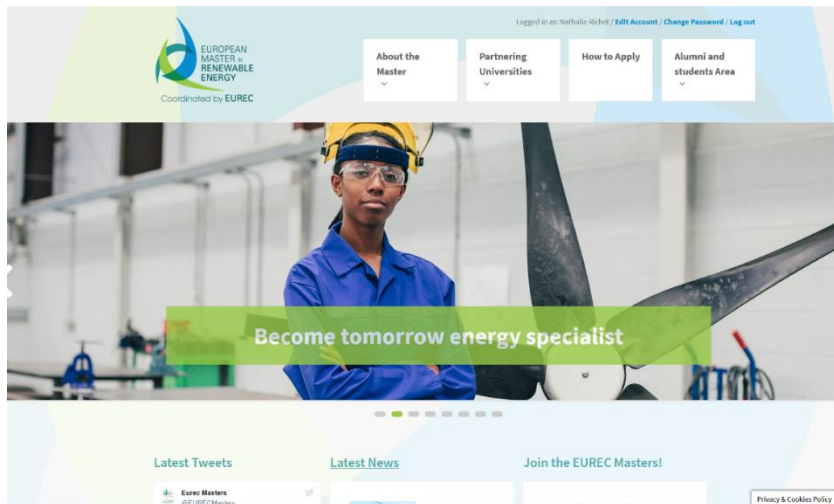 Logged in as: Nathalie Richet / Edit Account / Change Password / Log out
EUROPEAN
MASTER IN
RENEWABLE
ENERGY
Coordinated by EUREC
About the
Master
Partnering
Universities
How to Apply
Alumni and
students Area
Become tomorrow energy specialist
Latest Tweets
Latest News
Join the EUREC Masters!
Eurec Masters
@EURECMasters
Privacy & Cookies Policy